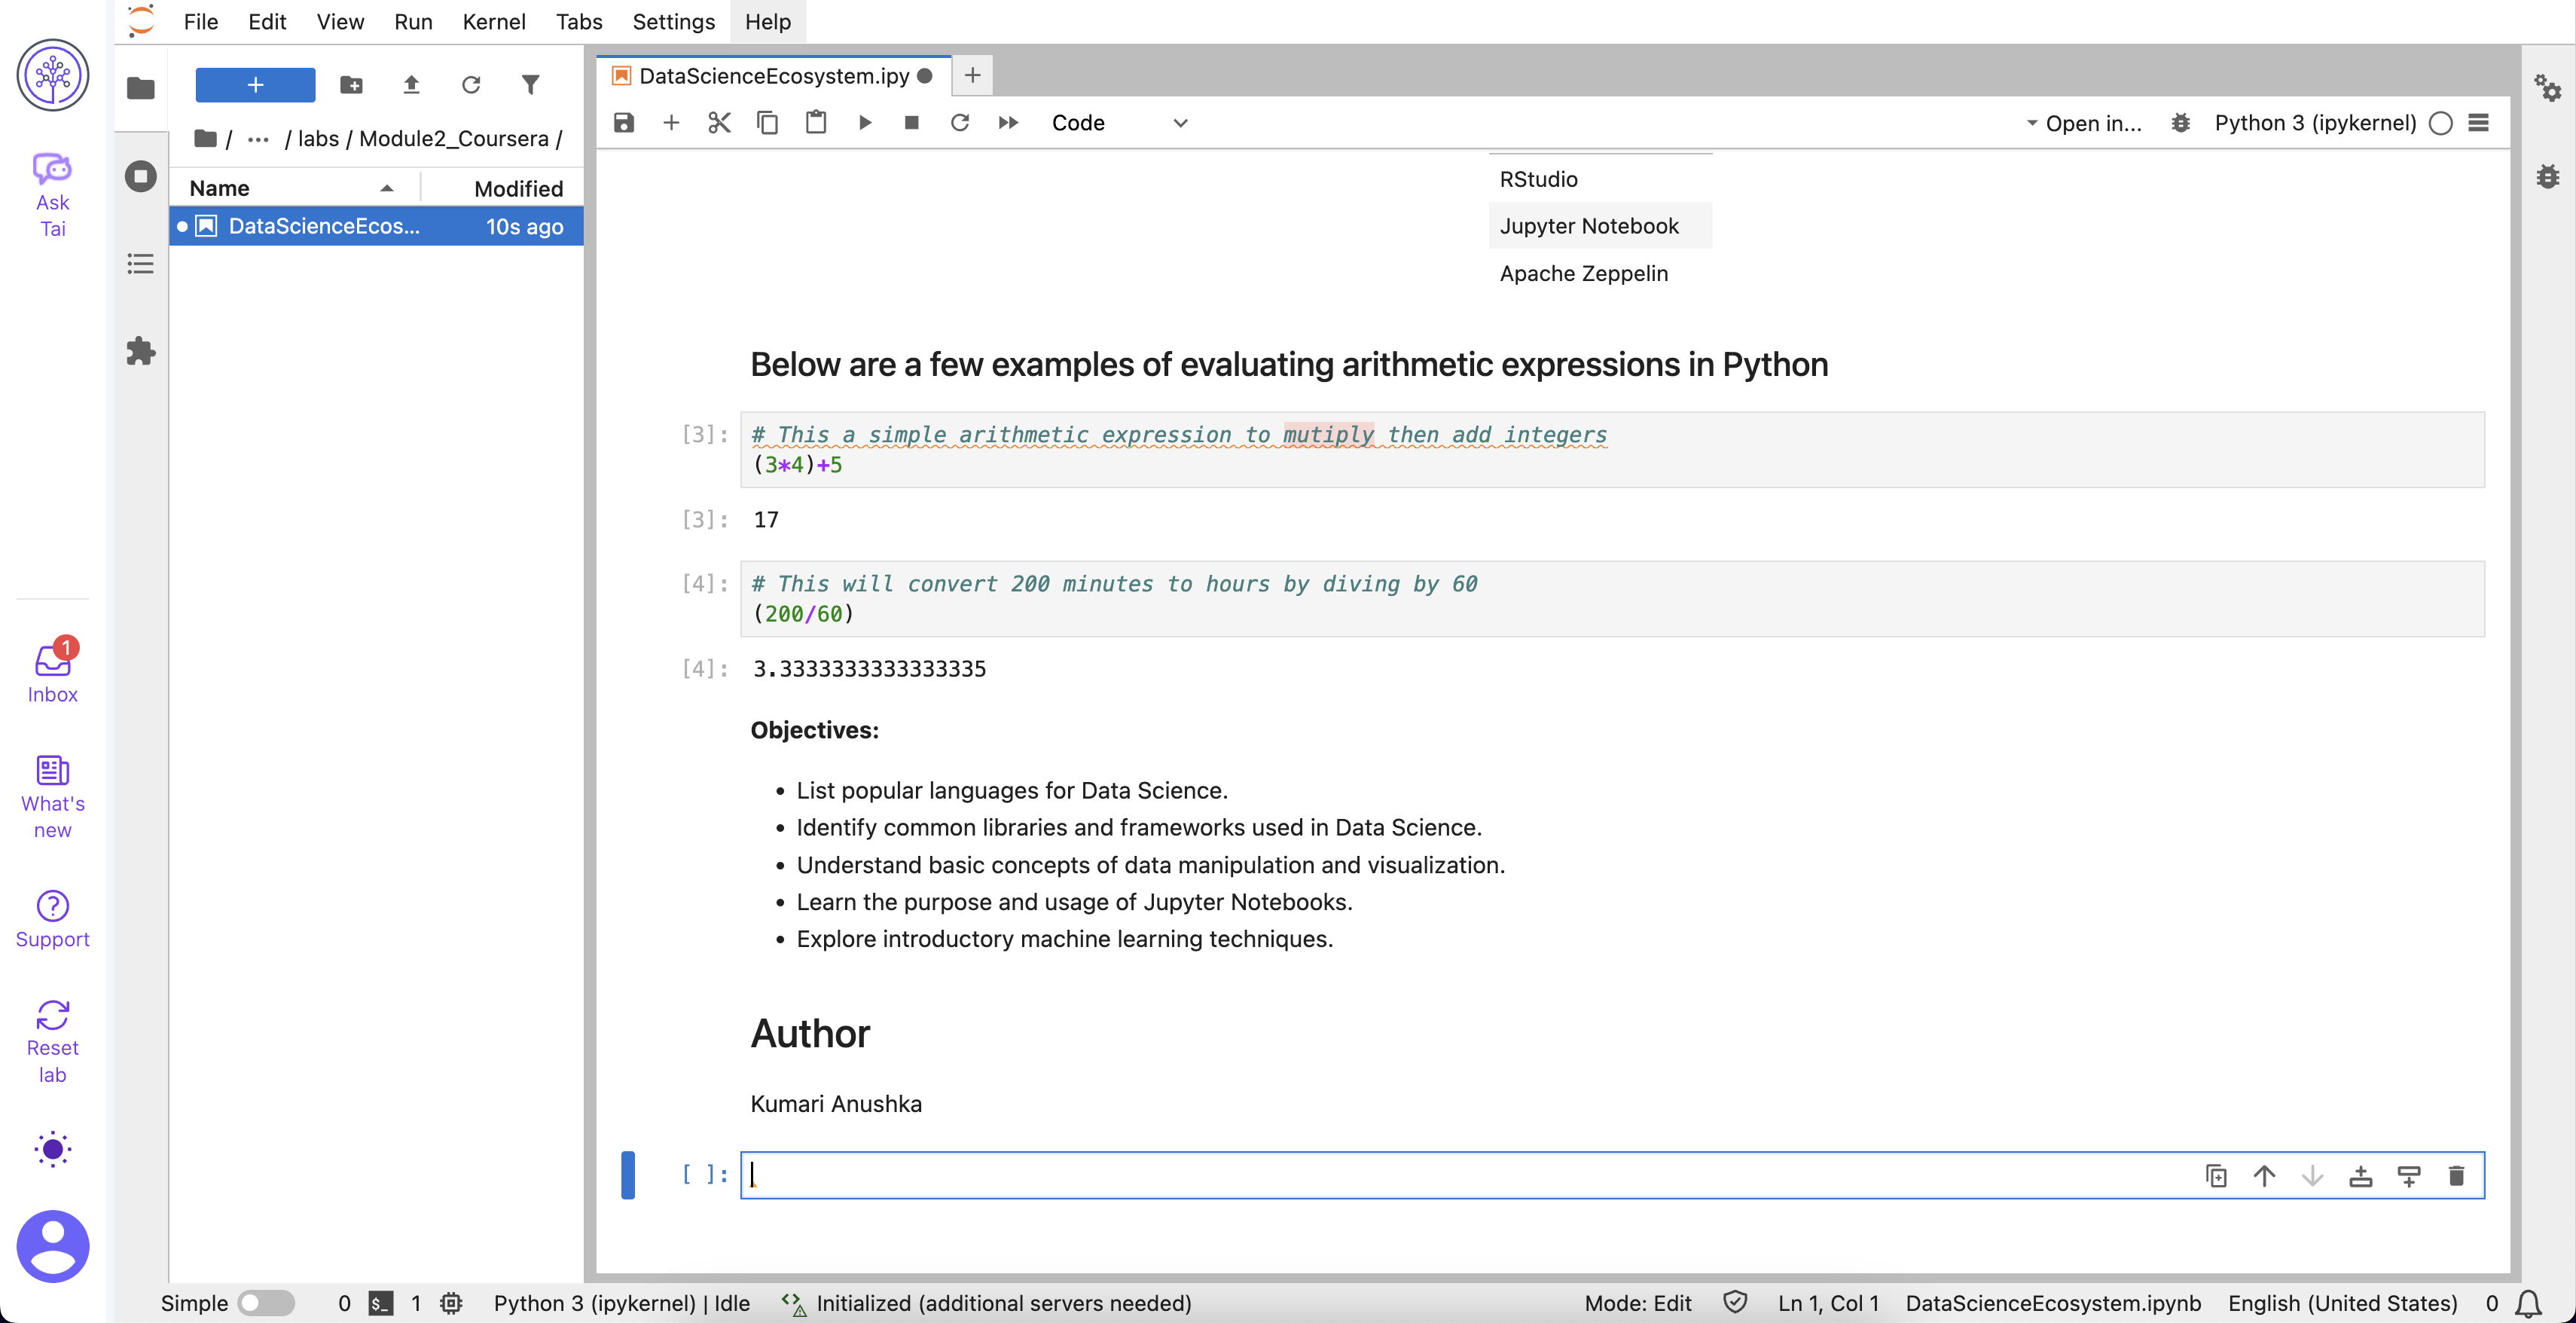 File Edit View Run Kernel Tabs Settings Help
Ask
Tai
Inbox
1
What's
new
Support
Reset
lab
+
/ ... / labs / Module2_Coursera /
Name Modified
DataScienceEcos... 10s ago
DataScienceEcosystem.ipy
Code
Open in... Python 3 (ipykernel)
RStudio
Jupyter Notebook
Apache Zeppelin
Below are a few examples of evaluating arithmetic expressions in Python
[3]: # This a simple arithmetic expression to mutiply then add integers
(3*4)+5
[3]: 17
[4]: # This will convert 200 minutes to hours by diving by 60
(200/60)
[4]: 3.3333333333333335
Objectives:
• List popular languages for Data Science.
• Identify common libraries and frameworks used in Data Science.
• Understand basic concepts of data manipulation and visualization.
• Learn the purpose and usage of Jupyter Notebooks.
• Explore introductory machine learning techniques.
Author
Kumari Anushka
[ ]:
Simple 0 $_ 1 Python 3 (ipykernel) | Idle Initialized (additional servers needed) Mode: Edit Ln 1, Col 1 DataScienceEcosystem.ipynb English (United States) 0